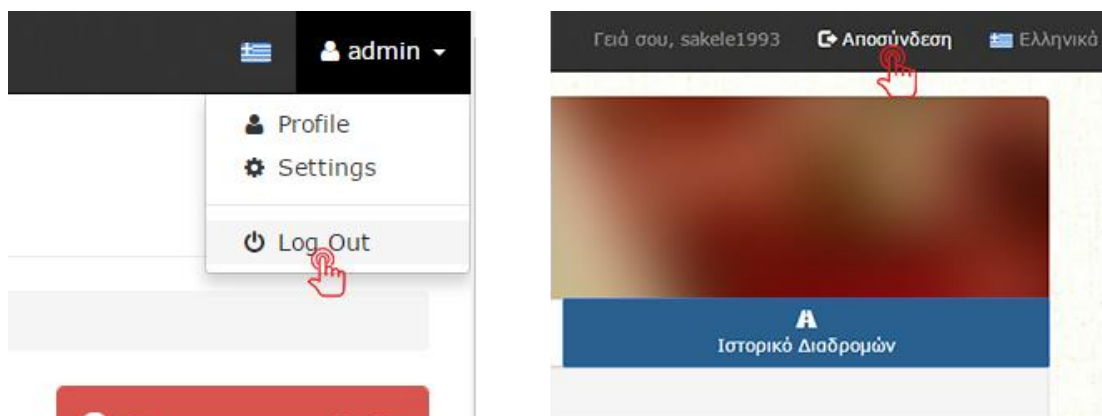 admin
Profile
Settings
Log Out
Γειά σου, sakele1993 Αποσύνδεση Ελληνικά
Ιστορικό Διαδρομών